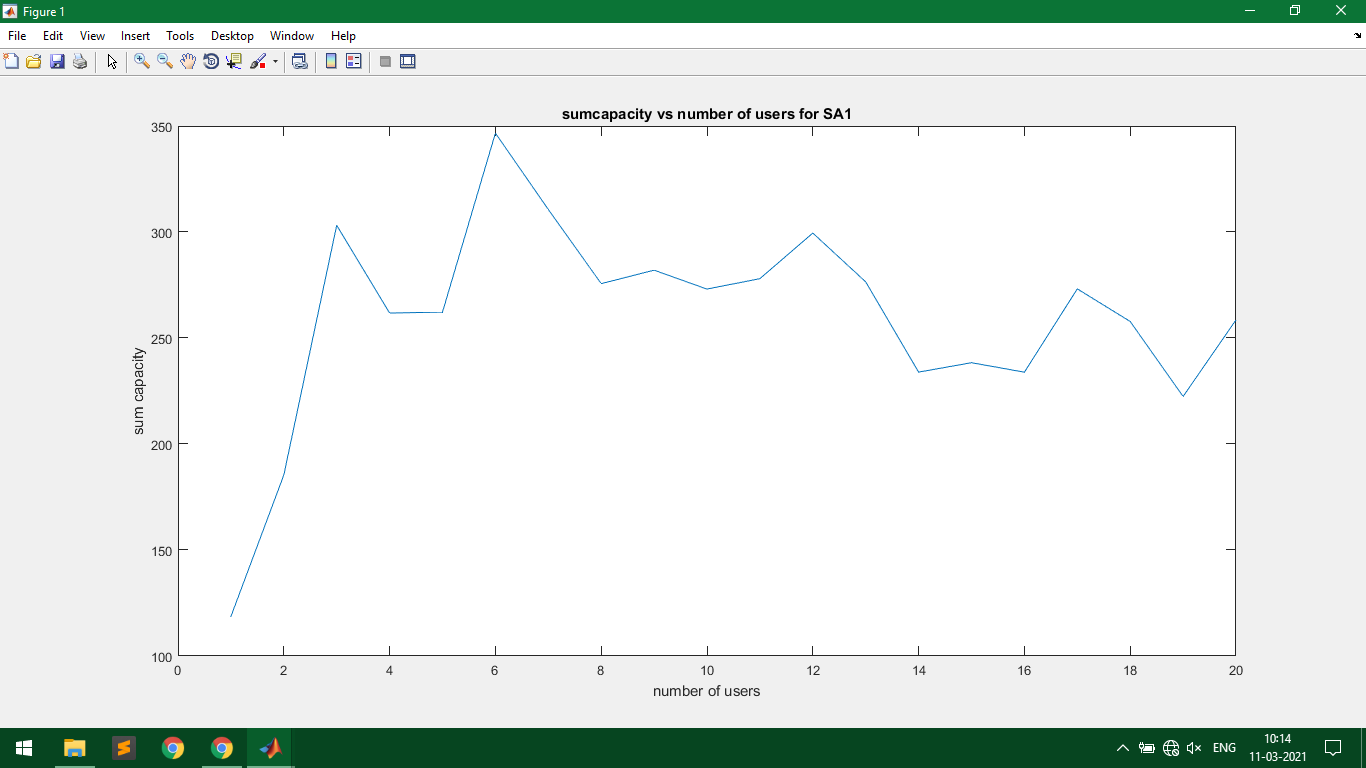 Figure 1
File Edit View Insert Tools Desktop Window Help
sumcapacity vs number of users for SA1
350
300
250
200
150
100
sum capacity
0 2 4 6 8 10 12 14 16 18 20
number of users
ENG
10:14
11-03-2021